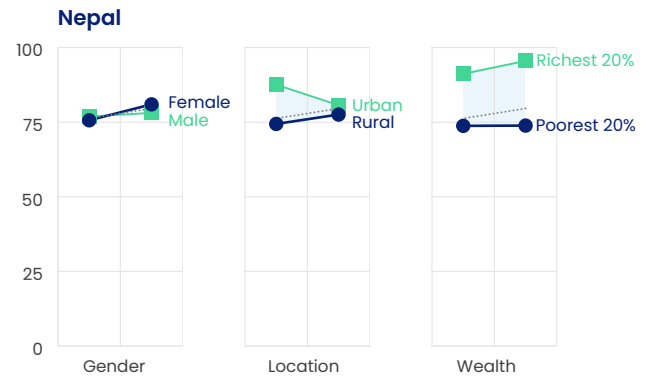 Nepal
100
75
50
25
0
Female
Male
Urban
Rural
Richest 20%
Poorest 20%
Gender
Location
Wealth